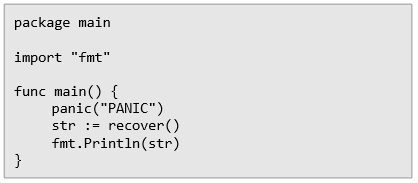 package main
import "fmt"
func main() {
    panic("PANIC")
    str := recover()
    fmt.Println(str)
}